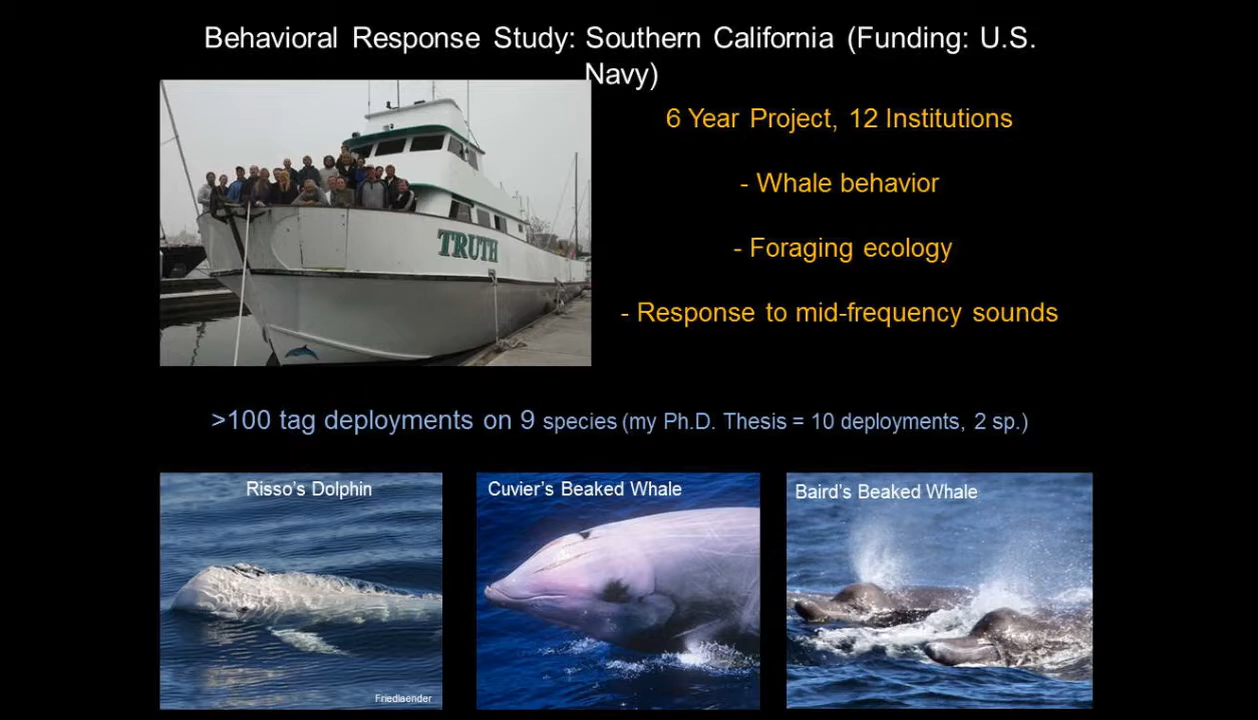 Behavioral Response Study: Southern California (Funding: U.S.
Navy)
6 Year Project, 12 Institutions
- Whale behavior
- Foraging ecology
- Response to mid-frequency sounds
TRUTH
>100 tag deployments on 9 species (my Ph.D. Thesis = 10 deployments, 2 sp.)
Risso's Dolphin
Cuvier's Beaked Whale
Baird's Beaked Whale
Friedlaender